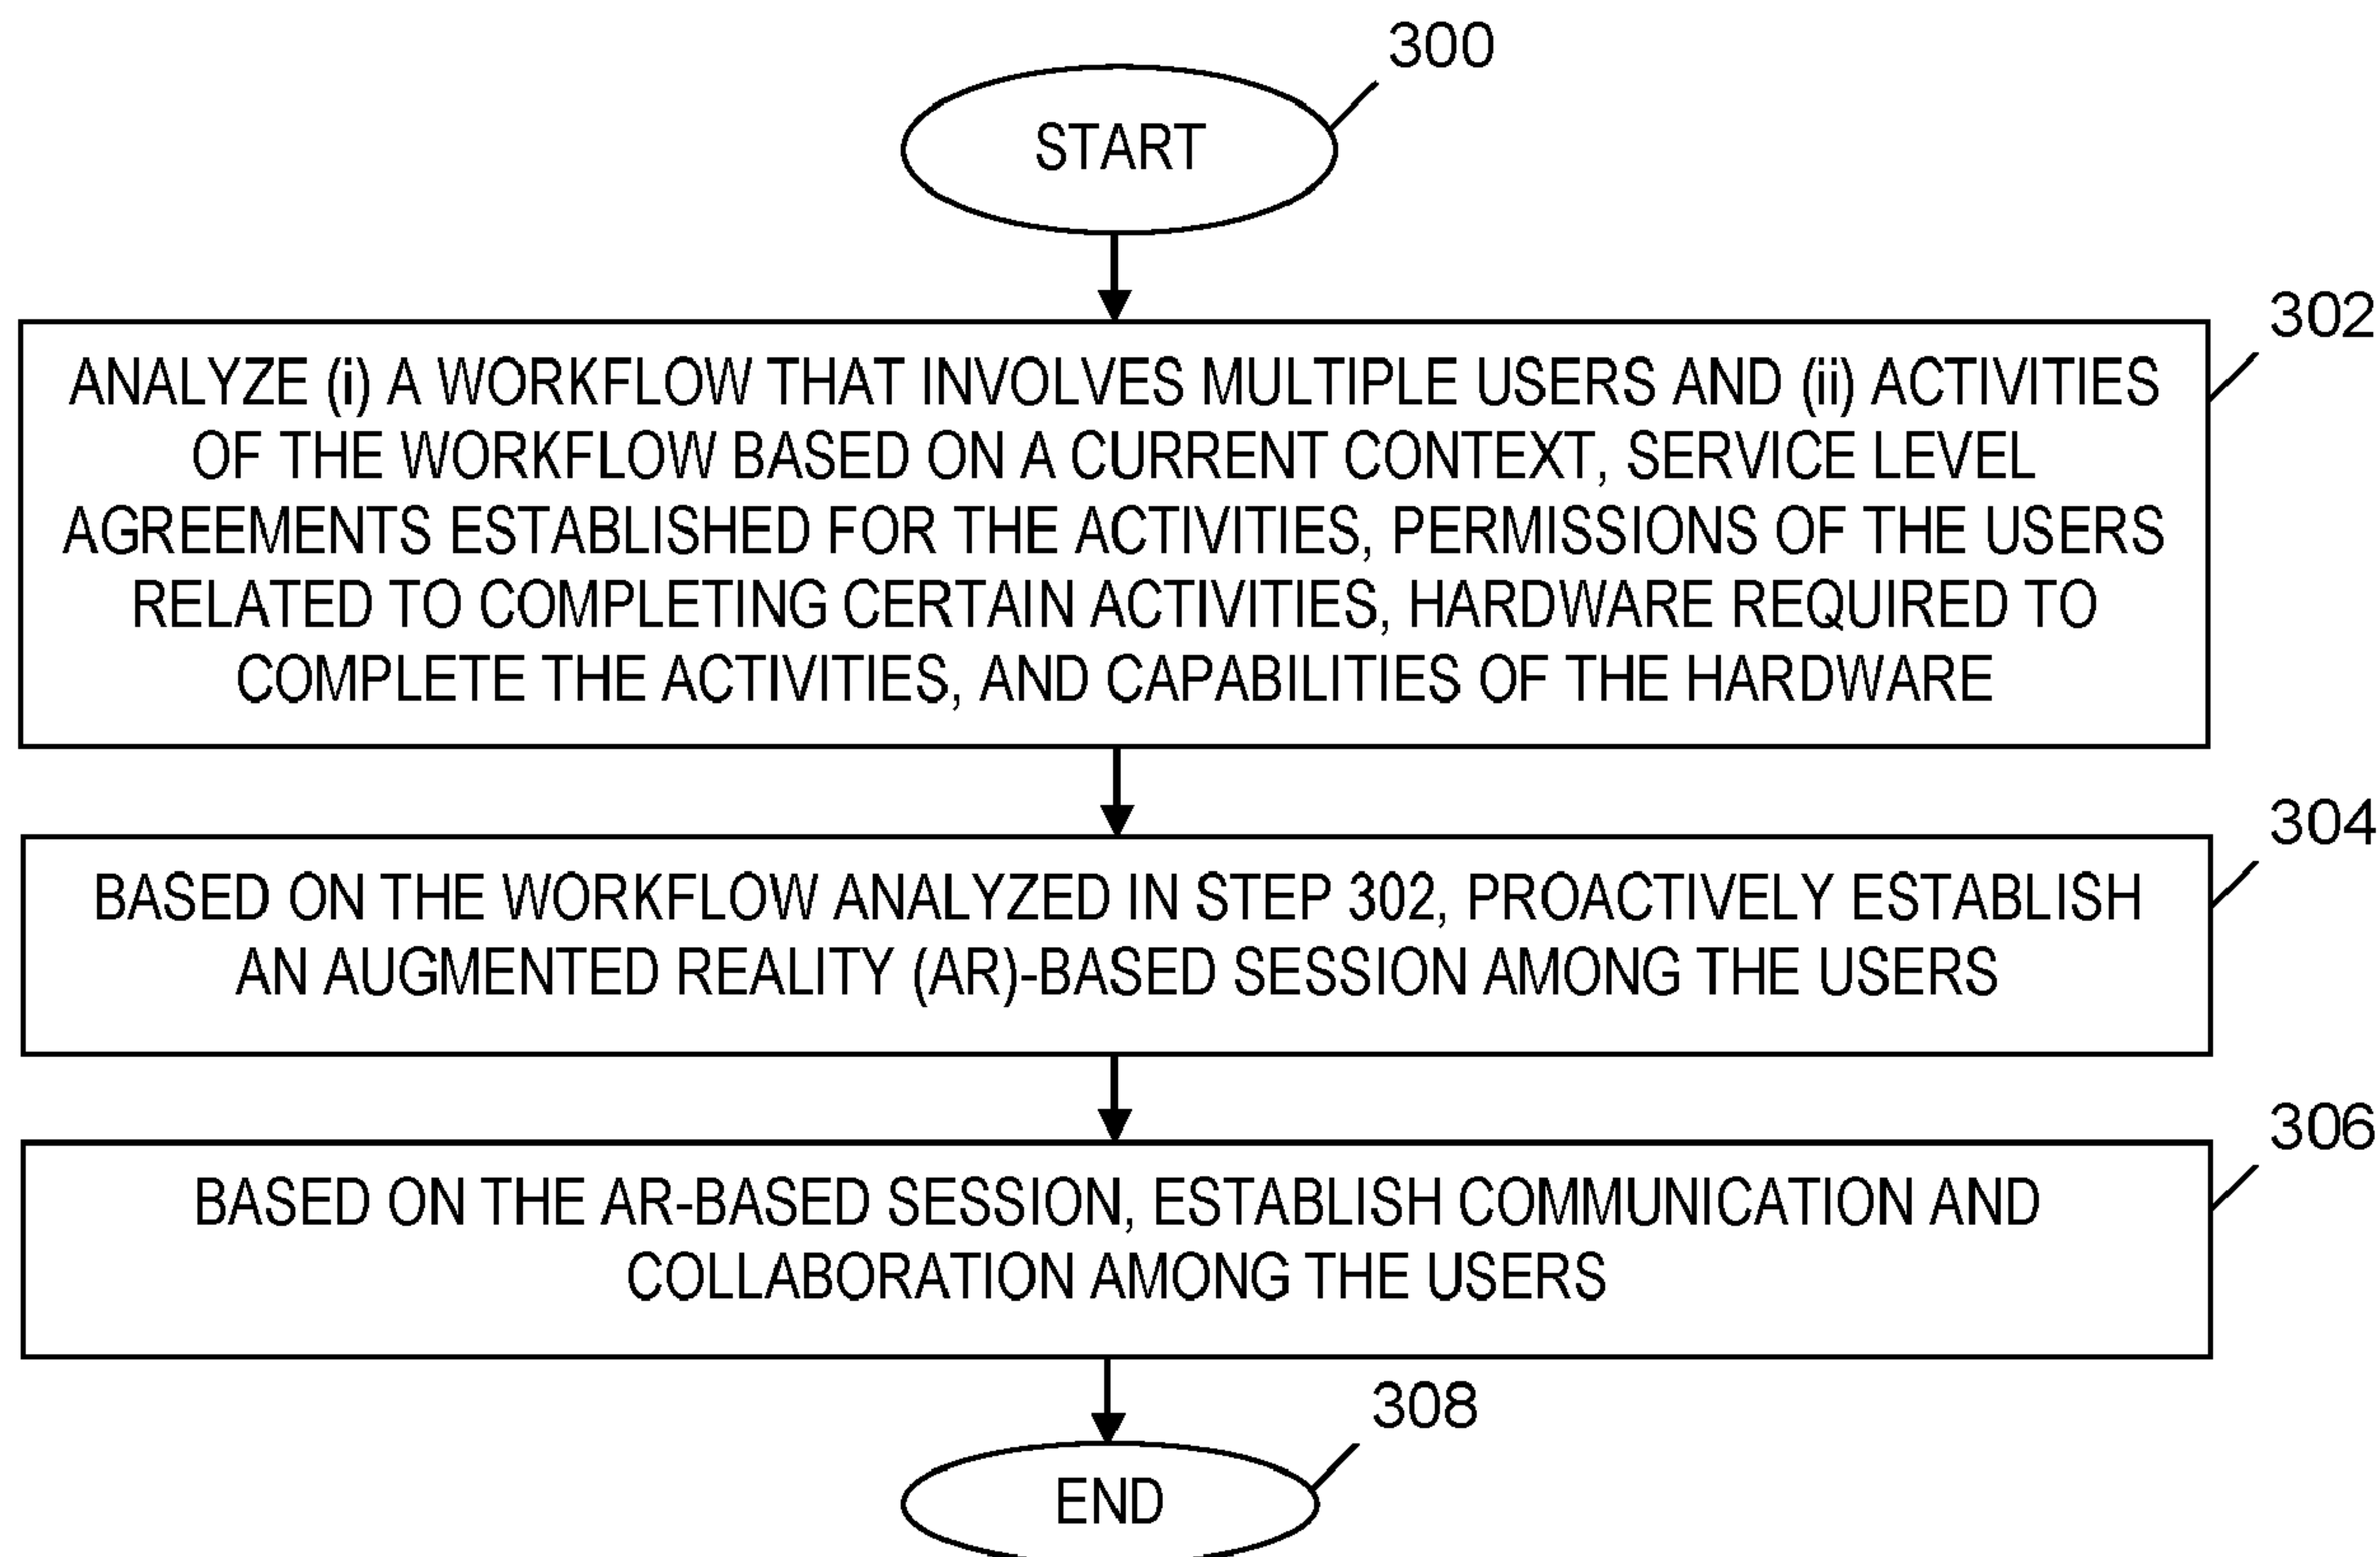 300
START
302
ANALYZE (i) A WORKFLOW THAT INVOLVES MULTIPLE USERS AND (ii) ACTIVITIES
OF THE WORKFLOW BASED ON A CURRENT CONTEXT, SERVICE LEVEL
AGREEMENTS ESTABLISHED FOR THE ACTIVITIES, PERMISSIONS OF THE USERS
RELATED TO COMPLETING CERTAIN ACTIVITIES, HARDWARE REQUIRED TO
COMPLETE THE ACTIVITIES, AND CAPABILITIES OF THE HARDWARE
304
BASED ON THE WORKFLOW ANALYZED IN STEP 302, PROACTIVELY ESTABLISH
AN AUGMENTED REALITY (AR)-BASED SESSION AMONG THE USERS
306
BASED ON THE AR-BASED SESSION, ESTABLISH COMMUNICATION AND
COLLABORATION AMONG THE USERS
308
END